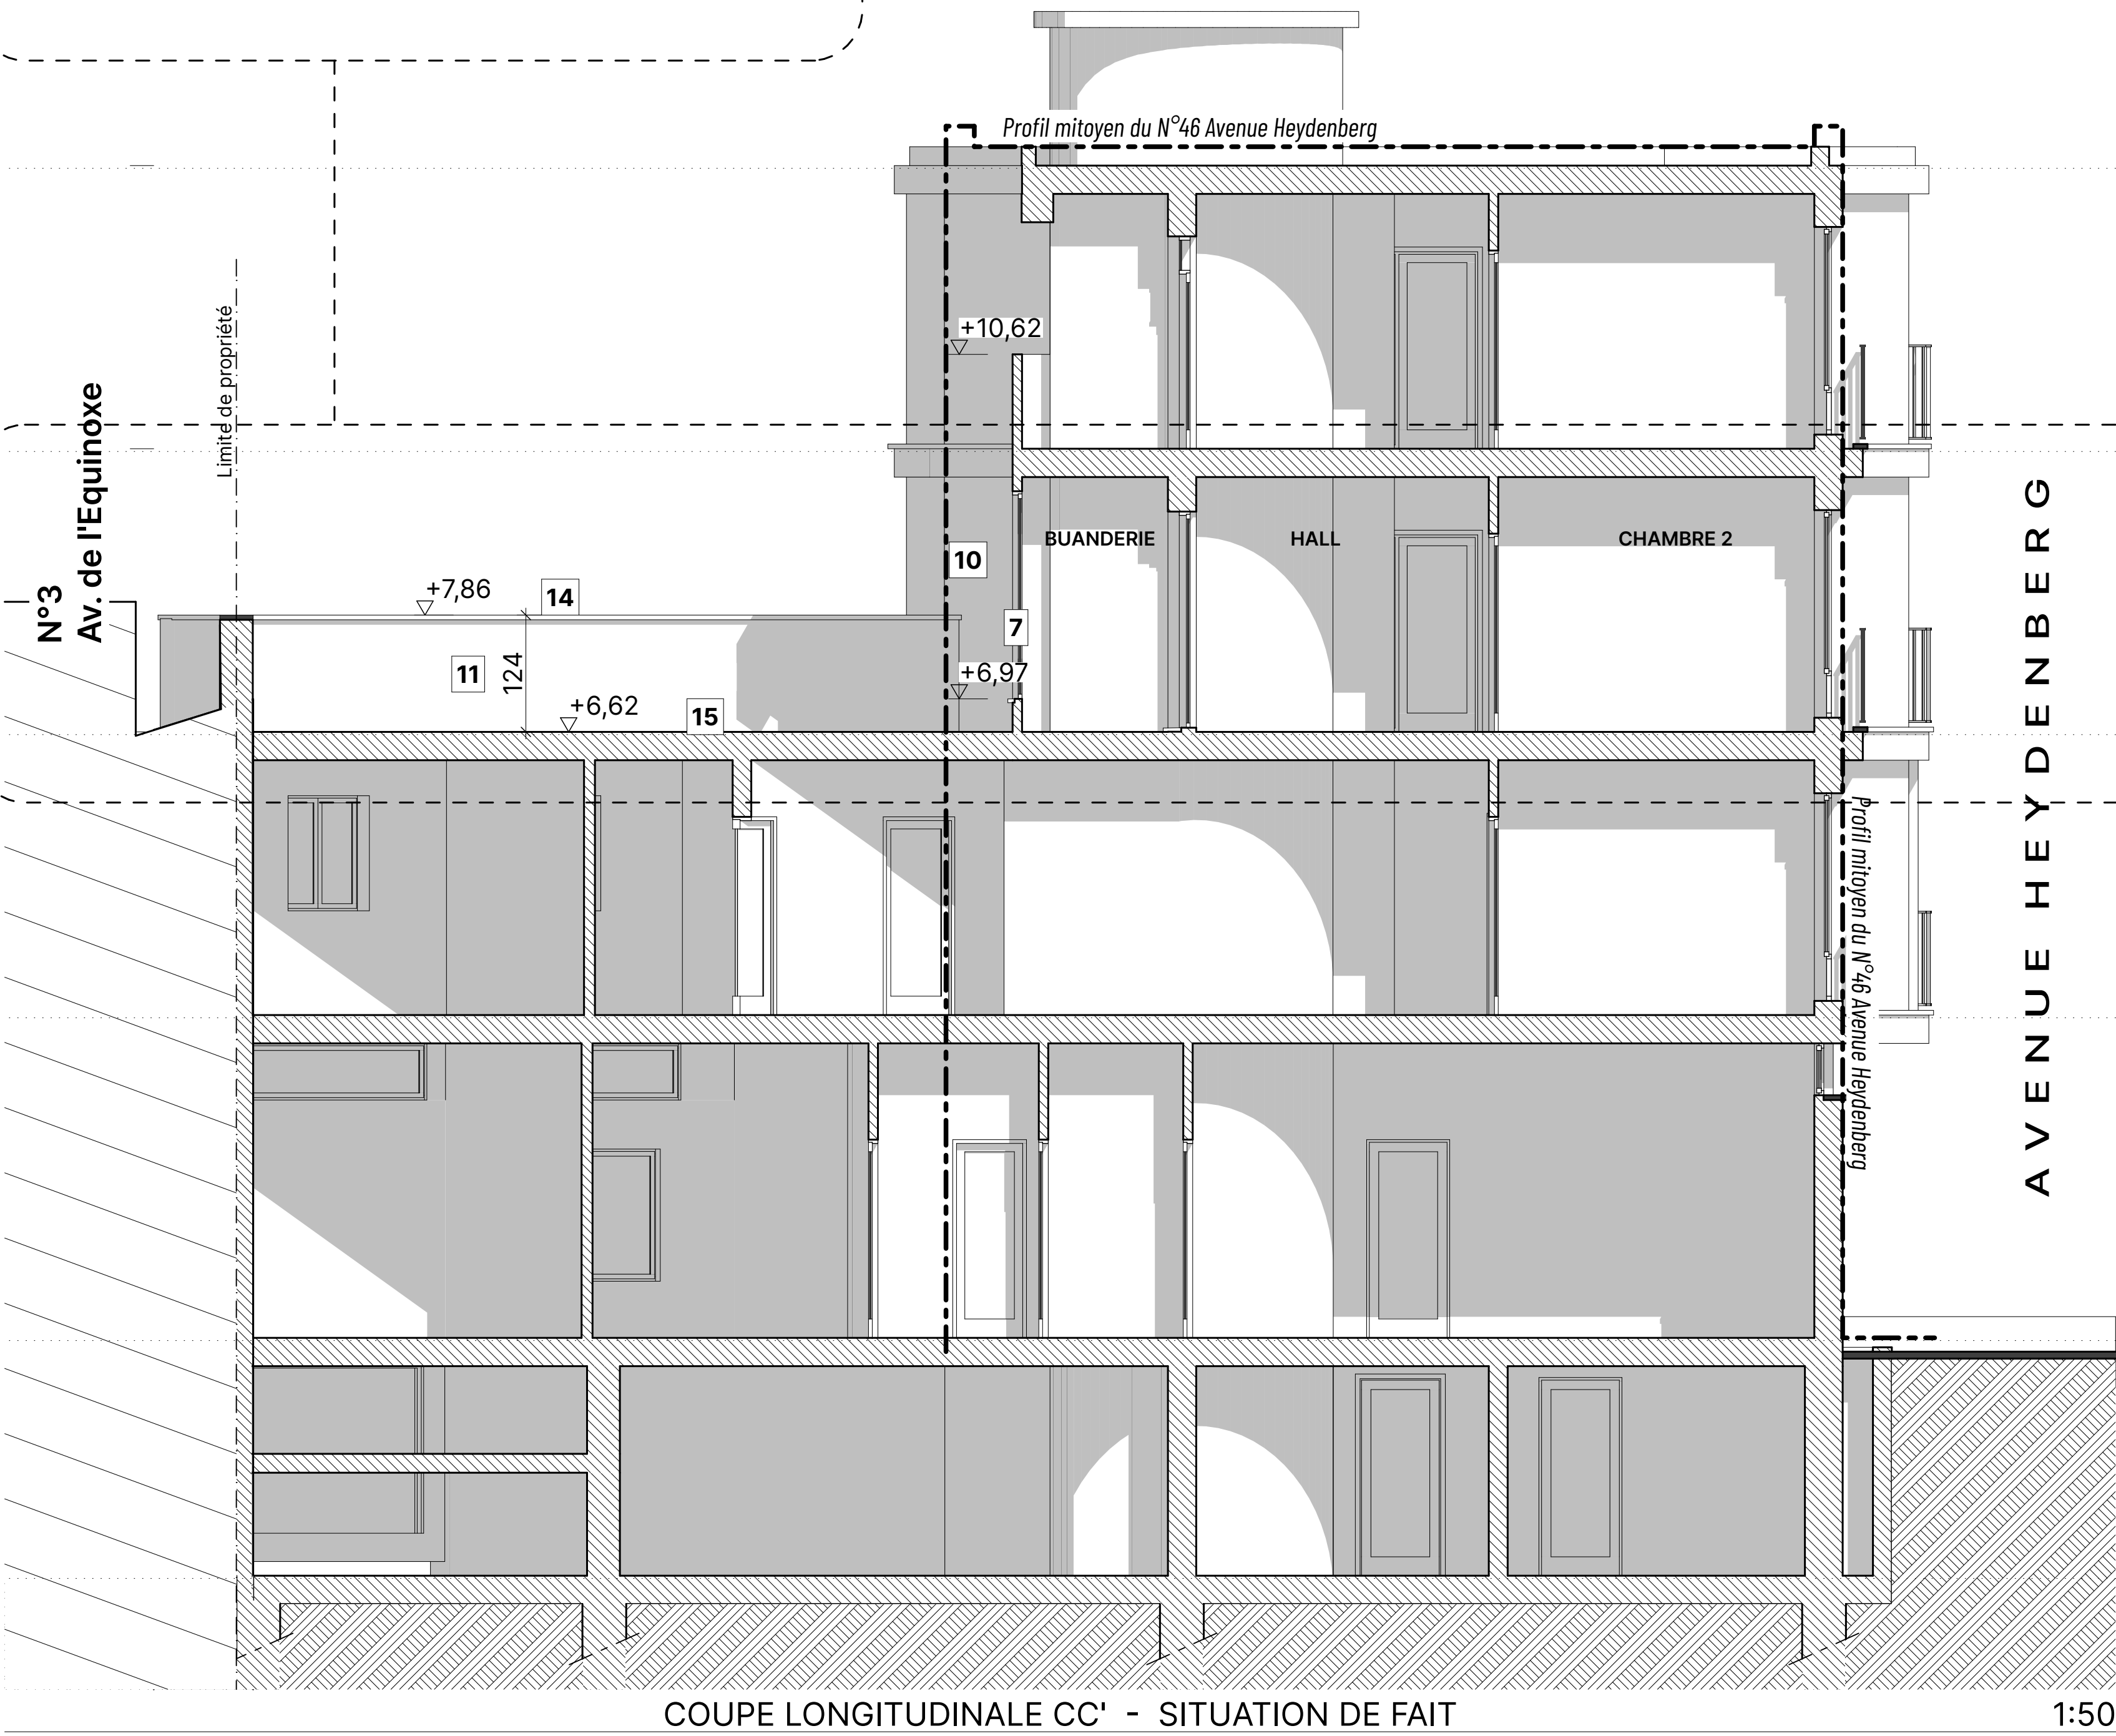 Profil mitoyen du N°46 Avenue Heydenberg
+10,62
Limite de propriété
N°3
Av. de l'Equinoxe
BUANDERIE
HALL
CHAMBRE 2
10
+7,86
14
7
11
124
+6,97
+6,62
15
AVENUE HEYDENBERG
Profil mitoyen du N°46 Avenue Heydenberg
COUPE LONGITUDINALE CC' - SITUATION DE FAIT
1:50